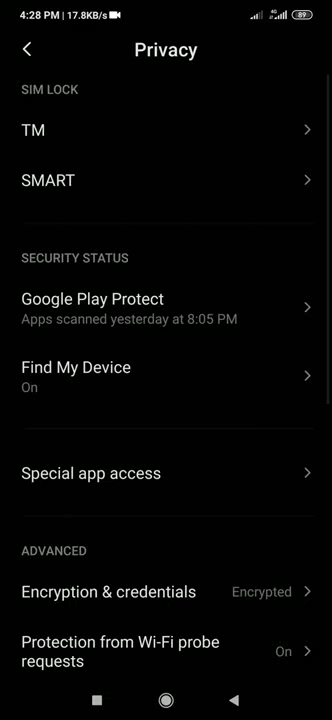 4:28 PM | 17.8KB/s
4G
89
Privacy
SIM LOCK
TM
SMART
SECURITY STATUS
Google Play Protect
Apps scanned yesterday at 8:05 PM
Find My Device
On
Special app access
ADVANCED
Encryption & credentials Encrypted
Protection from Wi-Fi probe
requests On